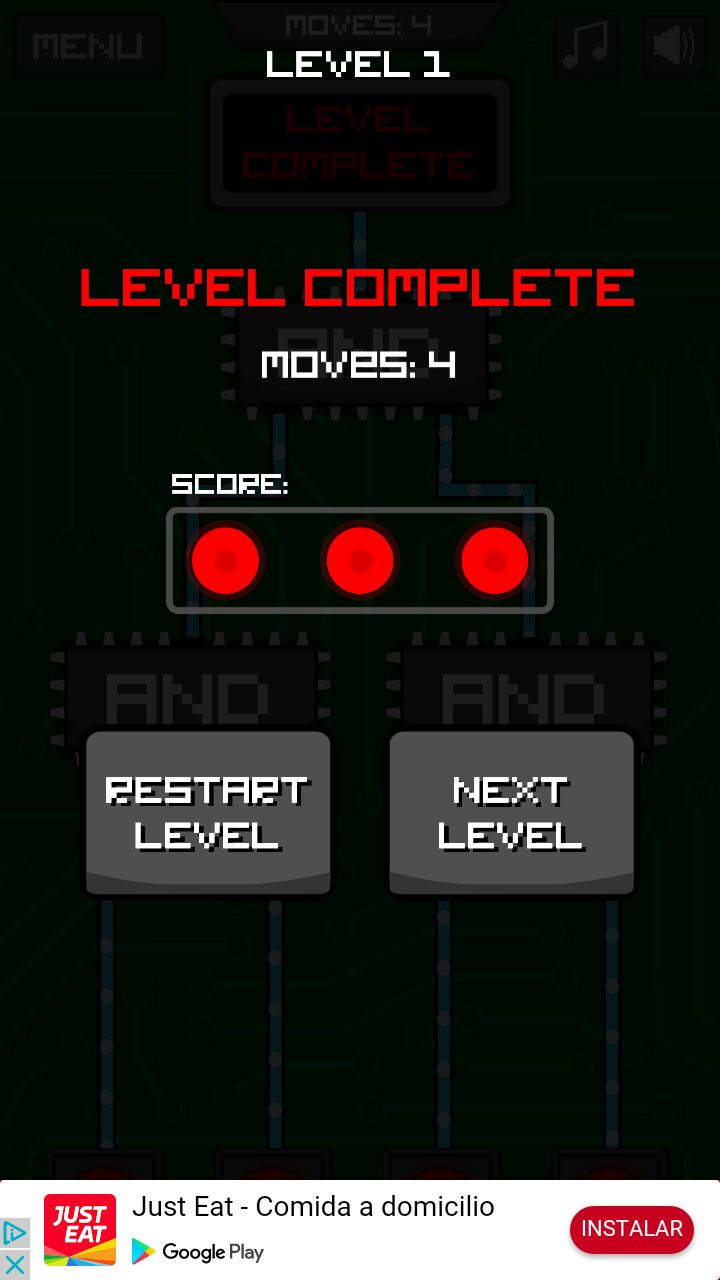 MOVES: 4
MENU
LEVEL 1
LEVEL
COMPLETE
LEVEL COMPLETE
AND
MOVES: 4
SCORE:
AND AND
RESTART
LEVEL
NEXT
LEVEL
JUST
EAT
Just Eat - Comida a domicilio
Google Play
INSTALAR